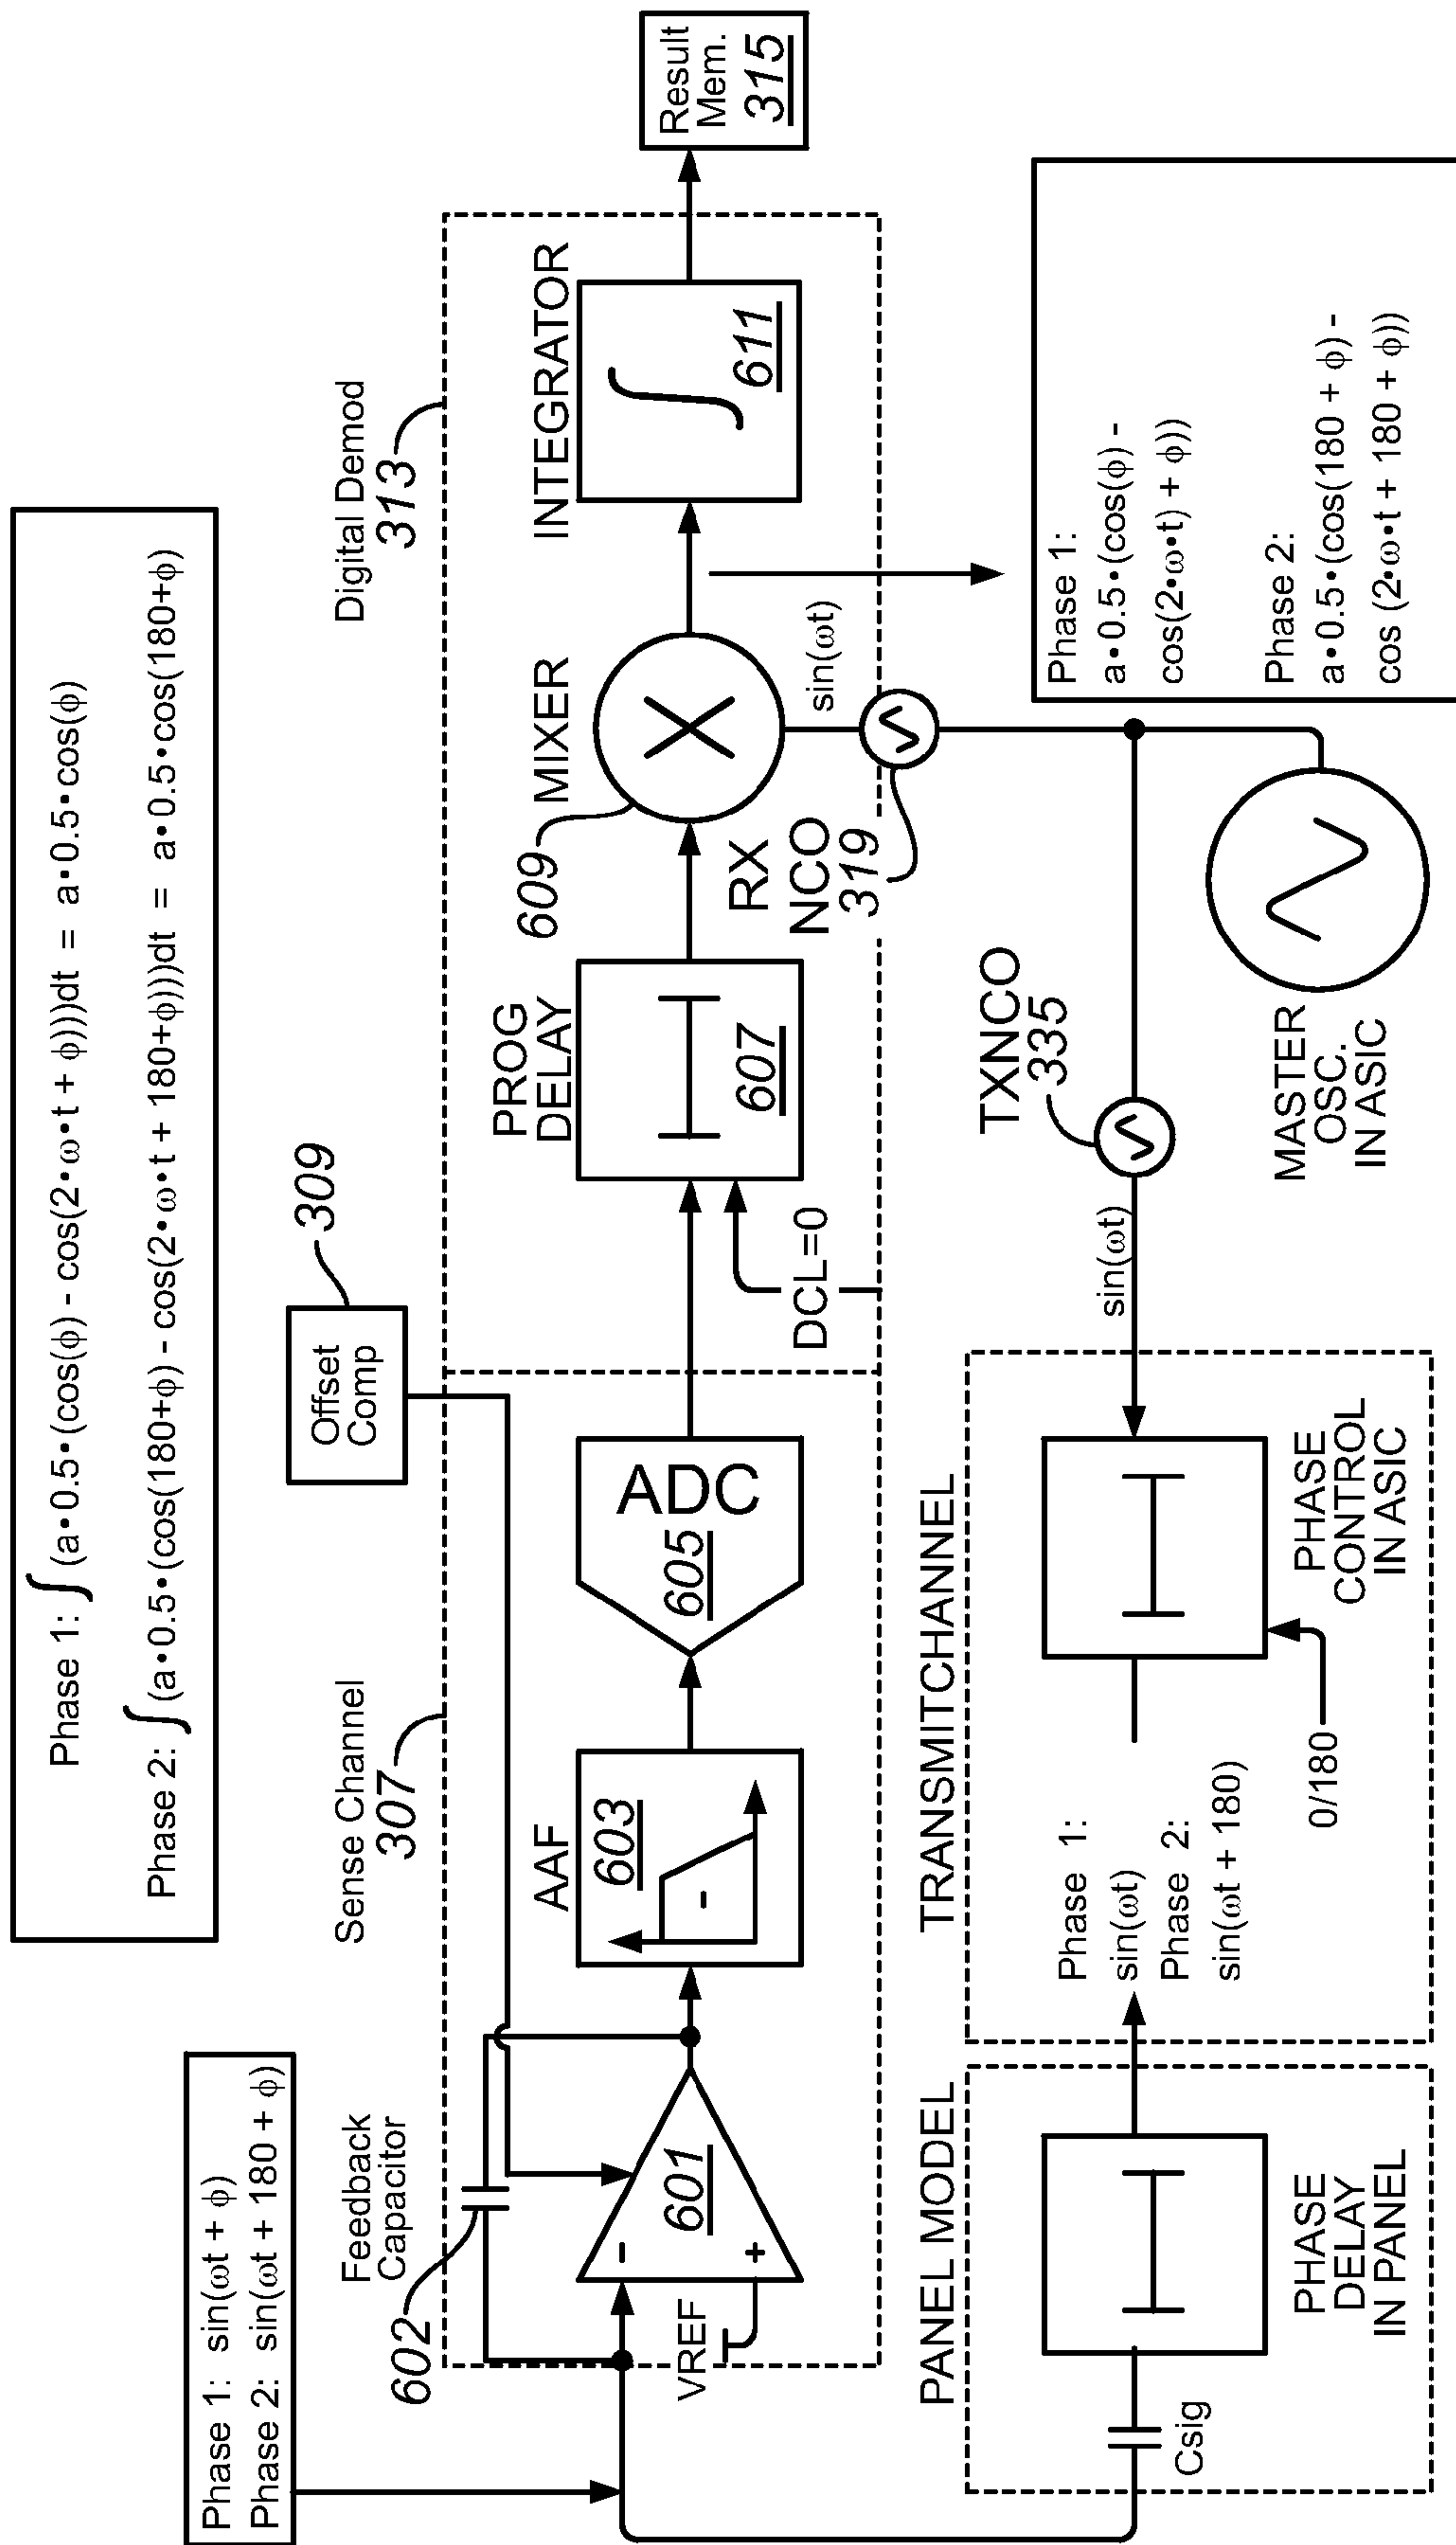 Phase 1: ∫ (a•0.5•(cos(ϕ) - cos(2•ω•t + ϕ)))dt = a•0.5•cos(ϕ)
Phase 2: ∫ (a•0.5•(cos(180+ϕ) - cos(2•ω•t + 180+ϕ)))dt = a•0.5•cos(180+ϕ)
Phase 1: sin(ωt + ϕ)
Phase 2: sin(ωt + 180 + ϕ)
Offset
Comp
309
Sense Channel
307
Digital Demod
313
Feedback
Capacitor
602
VREF
-
+
601
AAF
603
-
ADC
605
PROG
DELAY
607
DCL=0
MIXER
609
INTEGRATOR
∫
611
Result
Mem.
315
RX
NCO
319
sin(ωt)
Phase 1:
a•0.5•(cos(ϕ) -
cos(2•ω•t) + ϕ))
Phase 2:
a•0.5•(cos(180 + ϕ) -
cos (2•ω•t + 180 + ϕ))
PANEL MODEL
Csig
PHASE
DELAY
IN PANEL
TRANSMITCHANNEL
Phase 1:
sin(ωt)
Phase 2:
sin(ωt + 180)
0/180
PHASE
CONTROL
IN ASIC
sin(ωt)
TXNCO
335
MASTER
OSC.
IN ASIC